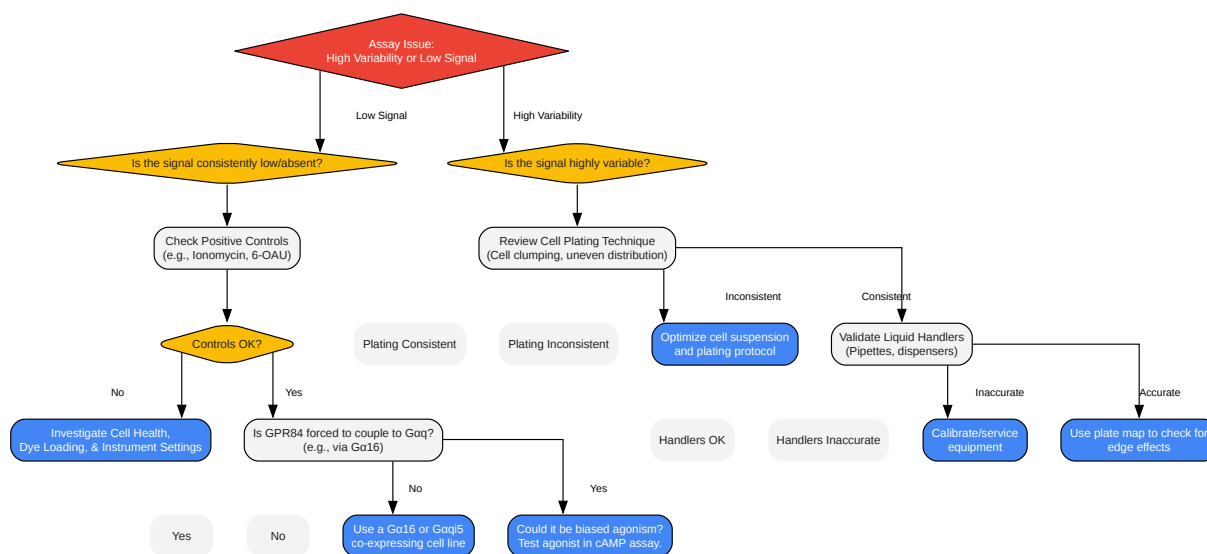 Assay Issue:
High Variability or Low Signal
Low Signal
High Variability
Is the signal consistently low/absent?
Is the signal highly variable?
Check Positive Controls
(e.g., Ionomycin, 6-OAU)
Review Cell Plating Technique
(Cell clumping, uneven distribution)
Inconsistent
Consistent
Controls OK?
Plating Consistent
Plating Inconsistent
Optimize cell suspension
and plating protocol
Validate Liquid Handlers
(Pipettes, dispensers)
No
Yes
Inaccurate
Accurate
Investigate Cell Health,
Dye Loading, & Instrument Settings
Is GPR84 forced to couple to Gαq?
(e.g., via Gα16)
Handlers OK
Handlers Inaccurate
Calibrate/service
equipment
Use plate map to check for
edge effects
No
Yes
Yes
No
Use a Gα16 or Gαqi5
co-expressing cell line
Could it be biased agonism?
Test agonist in cAMP assay.